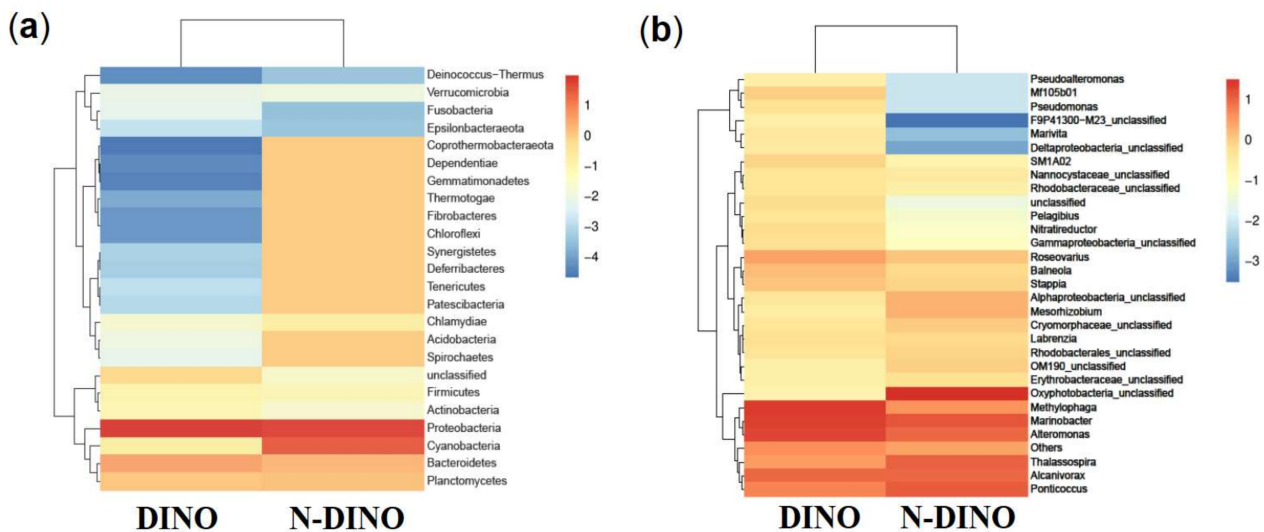 (a)
Deinococcus-Thermus
Verrucomicrobia
Fusobacteria
Epsilonbacteraeota
Coprothermobacteraeota
Dependentiae
Gemmatimonadetes
Thermotogae
Fibrobacteres
Chloroflexi
Synergistetes
Deferribacteres
Tenericutes
Patescibacteria
Chlamydiae
Acidobacteria
Spirochaetes
unclassified
Firmicutes
Actinobacteria
Proteobacteria
Cyanobacteria
Bacteroidetes
Planctomycetes
1
0
-1
-2
-3
-4
DINO N-DINO
(b)
Pseudoalteromonas
Mf105b01
Pseudomonas
F9P41300-M23_unclassified
Marivita
Deltaproteobacteria_unclassified
SM1A02
Nannocystaceae_unclassified
Rhodobacteraceae_unclassified
unclassified
Pelagibius
Nitratireductor
Gammaproteobacteria_unclassified
Roseovarius
Balneola
Stappia
Alphaproteobacteria_unclassified
Mesorhizobium
Cryomorphaceae_unclassified
Labrenzia
Rhodobacterales_unclassified
OM190_unclassified
Erythrobacteraceae_unclassified
Oxyphotobacteria_unclassified
Methylophaga
Marinobacter
Alteromonas
Others
Thalassospira
Alcanivorax
Ponticoccus
1
0
-1
-2
-3
DINO N-DINO